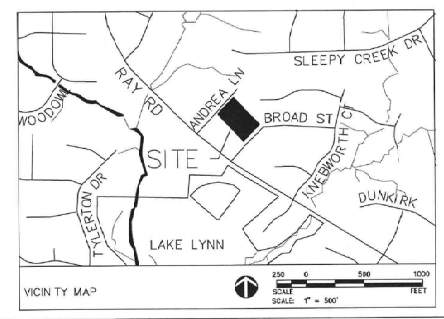 SLEEPY CREEK DR
RAY RD
ANDREA LN
WOODOW
BROAD ST
SITE
KNEBWORTH CT
TYLERTON DR
DUNKIRK
LAKE LYNN
VICINITY MAP
250 0 500 1000
SCALE FEET
SCALE: 1" = 500'